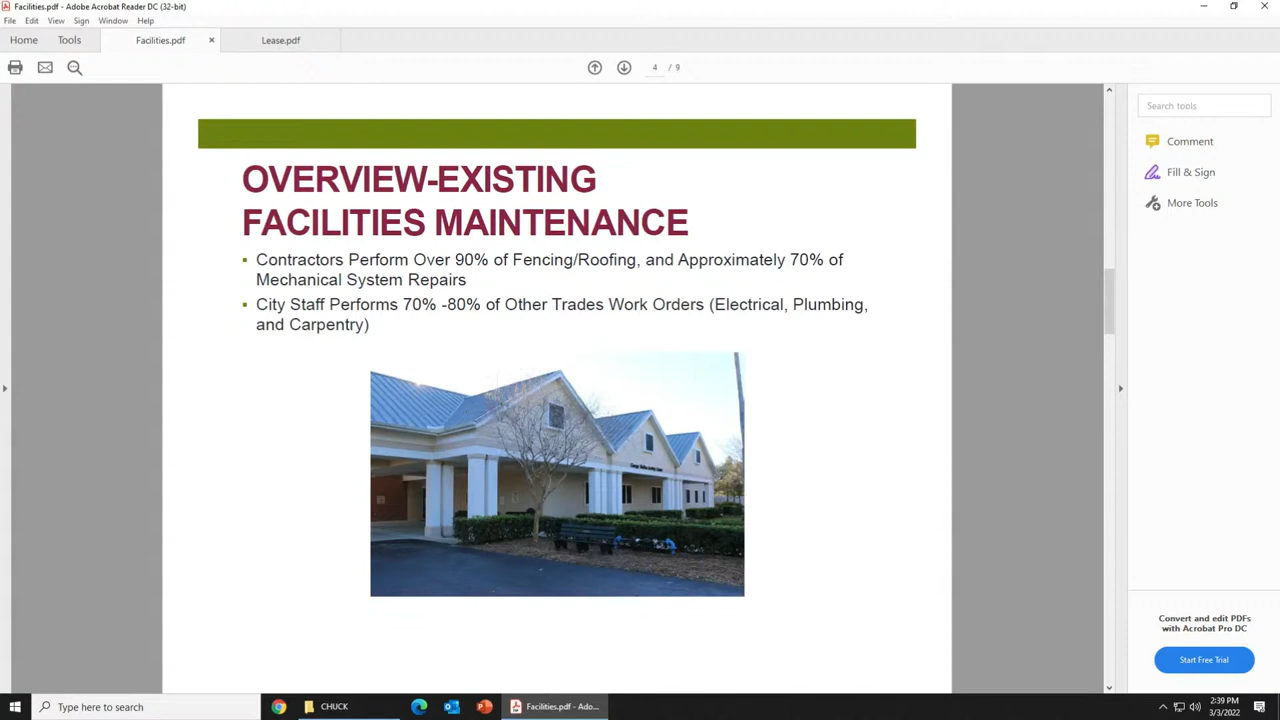 Facilities.pdf - Adobe Acrobat Reader DC (32-bit)
File Edit View Sign Window Help
Home Tools Facilities.pdf × Lease.pdf
4 / 9
Search tools
Comment
Fill & Sign
More Tools
OVERVIEW-EXISTING
FACILITIES MAINTENANCE
▪ Contractors Perform Over 90% of Fencing/Roofing, and Approximately 70% of
Mechanical System Repairs
▪ City Staff Performs 70% -80% of Other Trades Work Orders (Electrical, Plumbing,
and Carpentry)
Convert and edit PDFs
with Acrobat Pro DC
Start Free Trial
Type here to search
CHUCK
Facilities.pdf - Ado...
2:39 PM
3/3/2022